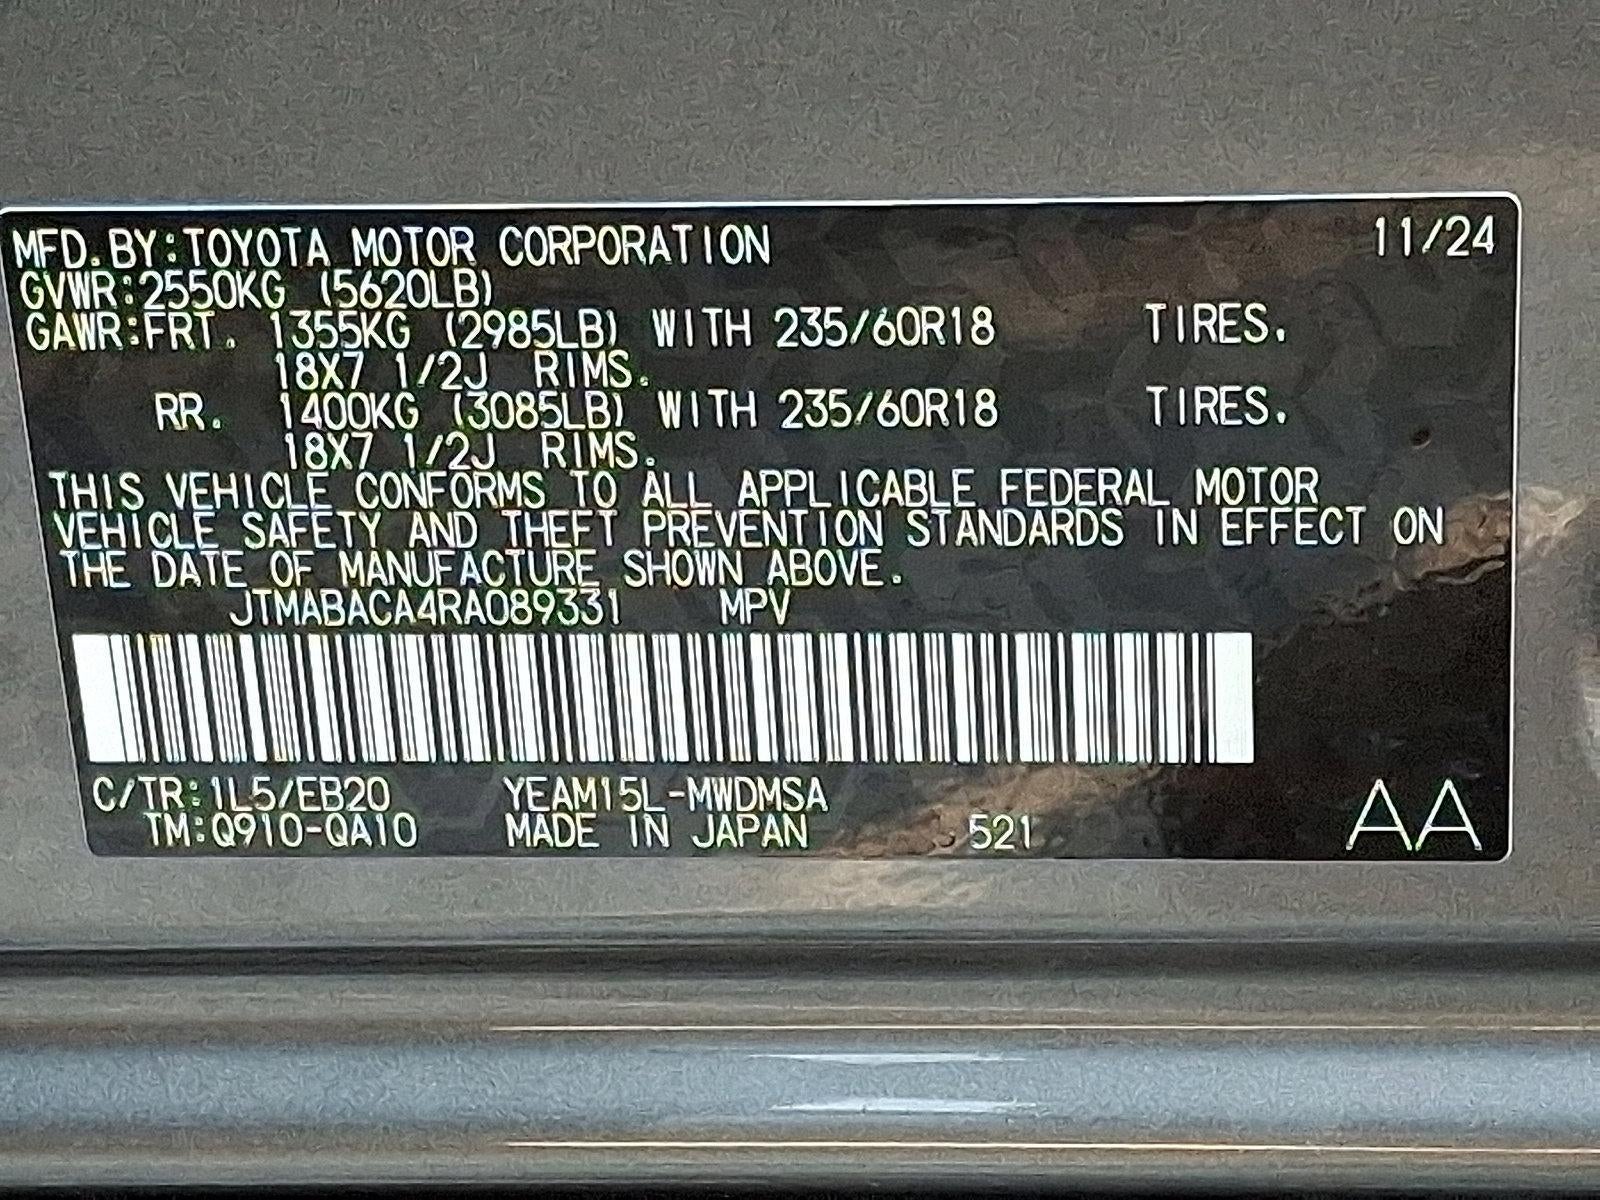 MFD.BY:TOYOTA MOTOR CORPORATION 11/24
GVWR:2550KG (5620LB)
GAWR:FRT. 1355KG (2985LB) WITH 235/60R18 TIRES.
18X7 1/2J RIMS.
RR. 1400KG (3085LB) WITH 235/60R18 TIRES.
18X7 1/2J RIMS.
THIS VEHICLE CONFORMS TO ALL APPLICABLE FEDERAL MOTOR
VEHICLE SAFETY AND THEFT PREVENTION STANDARDS IN EFFECT ON
THE DATE OF MANUFACTURE SHOWN ABOVE.
JTMABACA4RA089331 MPV
C/TR:1L5/EB20 YEAM15L-MWDMSA
TM:Q910-QA10 MADE IN JAPAN 521 AA